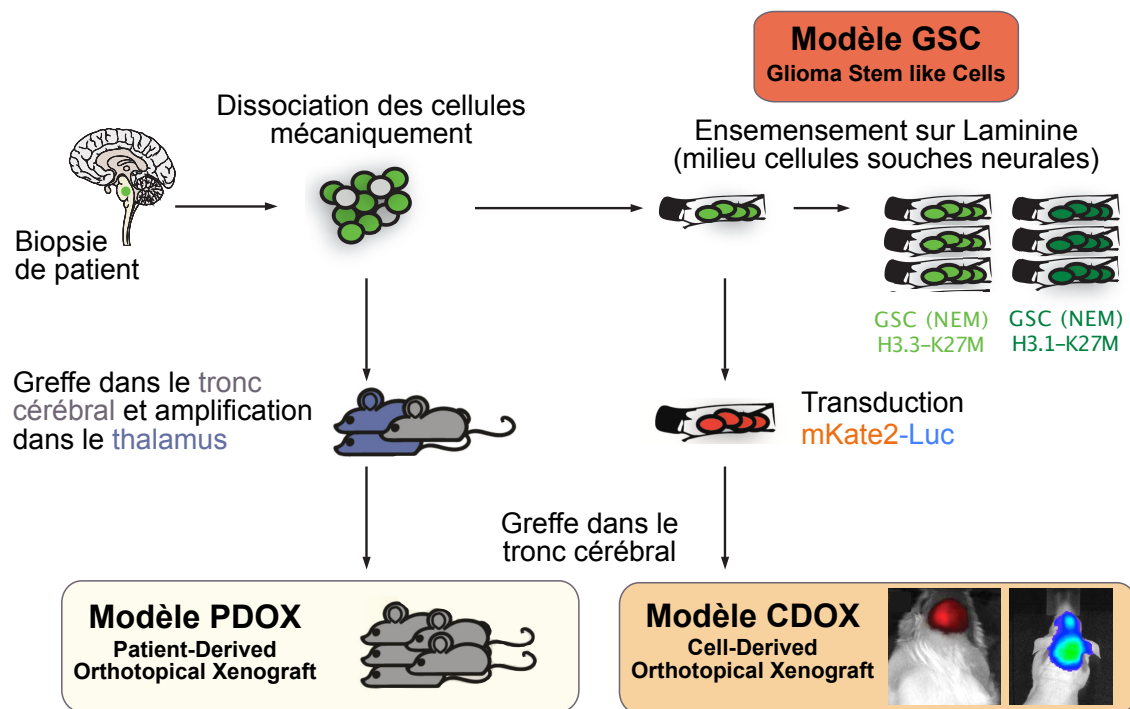 Modèle GSC
Glioma Stem like Cells
Dissociation des cellules
mécaniquement
Ensemensement sur Laminine
(milieu cellules souches neurales)
Biopsie
de patient
GSC (NEM)
H3.3-K27M
GSC (NEM)
H3.1-K27M
Greffe dans le tronc
cérébral et amplification
dans le thalamus
Transduction
mKate2-Luc
Greffe dans le
tronc cérébral
Modèle PDOX
Patient-Derived
Orthotopical Xenograft
Modèle CDOX
Cell-Derived
Orthotopical Xenograft